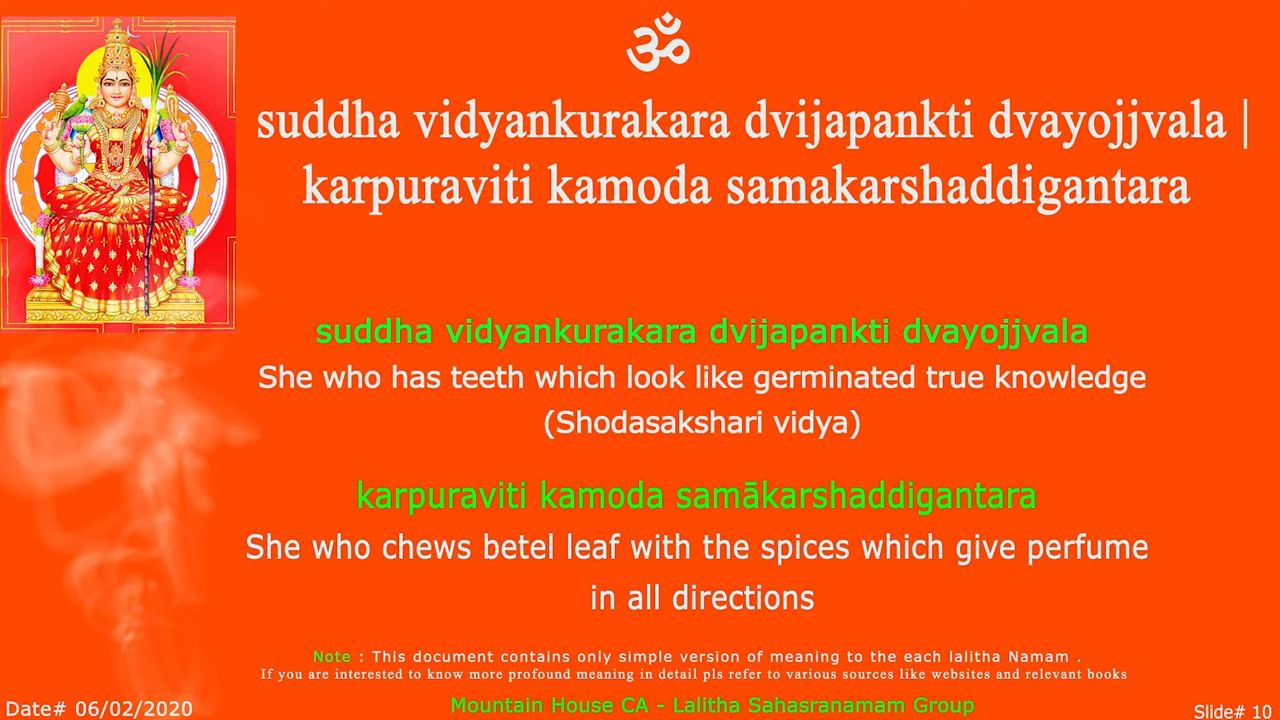 ॐ
suddha vidyankurakara dvijapankti dvayojjvala |
karpuraviti kamoda samakarshaddigantara
suddha vidyankurakara dvijapankti dvayojjvala
She who has teeth which look like germinated true knowledge
(Shodasakshari vidya)
karpuraviti kamoda samākarshaddigantara
She who chews betel leaf with the spices which give perfume
in all directions
Note : This document contains only simple version of meaning to the each lalitha Namam .
If you are interested to know more profound meaning in detail pls refer to various sources like websites and relevant books
Mountain House CA - Lalitha Sahasranamam Group
Date# 06/02/2020
Slide# 10